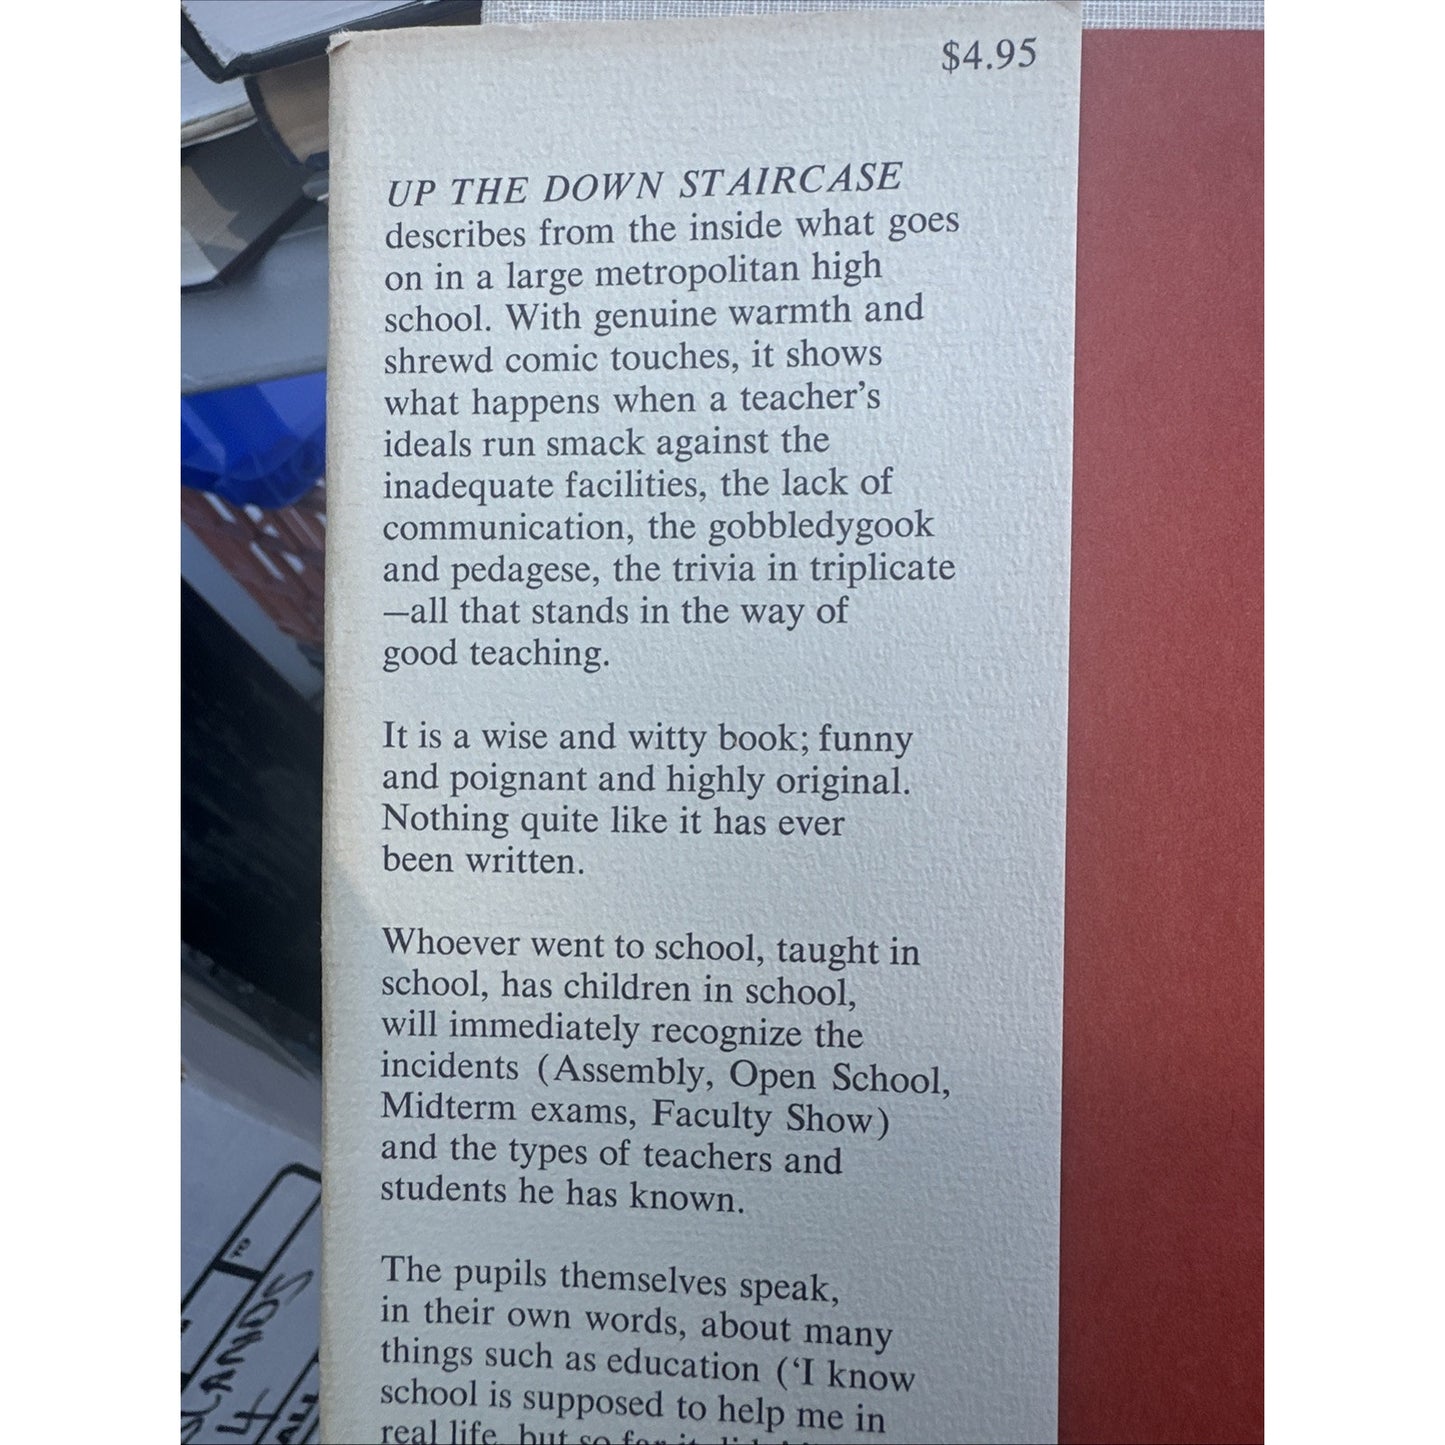 $4.95
UP THE DOWN STAIRCASE
describes from the inside what goes
on in a large metropolitan high
school. With genuine warmth and
shrewd comic touches, it shows
what happens when a teacher’s
ideals run smack against the
inadequate facilities, the lack of
communication, the gobbledygook
and pedagese, the trivia in triplicate
—all that stands in the way of
good teaching.
It is a wise and witty book; funny
and poignant and highly original.
Nothing quite like it has ever
been written.
Whoever went to school, taught in
school, has children in school,
will immediately recognize the
incidents (Assembly, Open School,
Midterm exams, Faculty Show)
and the types of teachers and
students he has known.
The pupils themselves speak,
in their own words, about many
things such as education (‘I know
school is supposed to help me in
real life, but so far it
TO